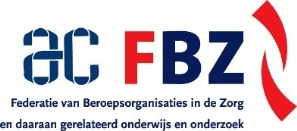 ac FBZ
Federatie van Beroepsorganisaties in de Zorg
en daaraan gerelateerd onderwijs en onderzoek